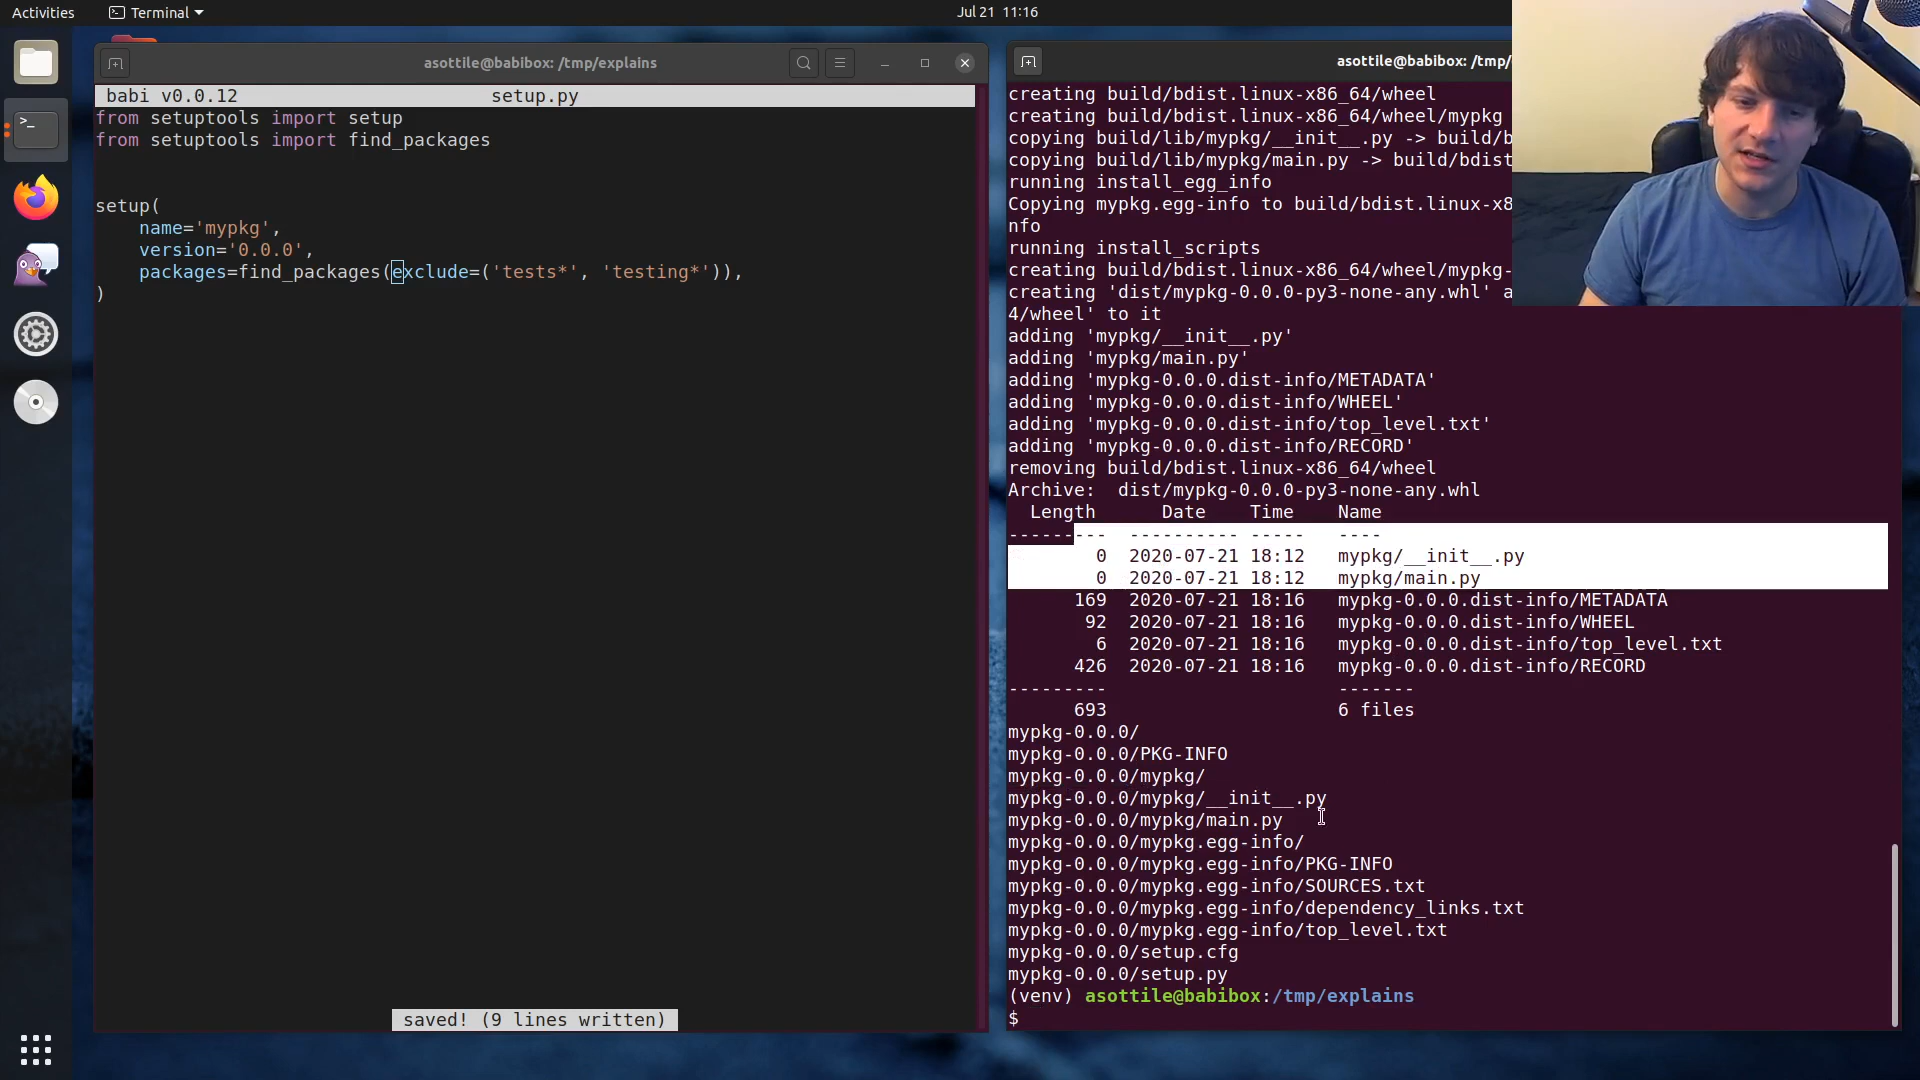 Activities
Terminal
Jul 21 11:16
asottile@babibox: /tmp/explains
babi v0.0.12 setup.py
from setuptools import setup
from setuptools import find_packages
setup(
name='mypkg',
version='0.0.0',
packages=find_packages(exclude=('tests*', 'testing*')),
)
saved! (9 lines written)
asottile@babibox: /tmp/
creating build/bdist.linux-x86_64/wheel
creating build/bdist.linux-x86_64/wheel/mypkg
copying build/lib/mypkg/__init__.py -> build/b
copying build/lib/mypkg/main.py -> build/bdist
running install_egg_info
Copying mypkg.egg-info to build/bdist.linux-x8
nfo
running install_scripts
creating build/bdist.linux-x86_64/wheel/mypkg-
creating 'dist/mypkg-0.0.0-py3-none-any.whl' a
4/wheel' to it
adding 'mypkg/__init__.py'
adding 'mypkg/main.py'
adding 'mypkg-0.0.0.dist-info/METADATA'
adding 'mypkg-0.0.0.dist-info/WHEEL'
adding 'mypkg-0.0.0.dist-info/top_level.txt'
adding 'mypkg-0.0.0.dist-info/RECORD'
removing build/bdist.linux-x86_64/wheel
Archive:  dist/mypkg-0.0.0-py3-none-any.whl
Length Date Time Name
--------- ---------- ----- ----
0 2020-07-21 18:12 mypkg/__init__.py
0 2020-07-21 18:12 mypkg/main.py
169 2020-07-21 18:16 mypkg-0.0.0.dist-info/METADATA
92 2020-07-21 18:16 mypkg-0.0.0.dist-info/WHEEL
6 2020-07-21 18:16 mypkg-0.0.0.dist-info/top_level.txt
426 2020-07-21 18:16 mypkg-0.0.0.dist-info/RECORD
--------- -------
693 6 files
mypkg-0.0.0/
mypkg-0.0.0/PKG-INFO
mypkg-0.0.0/mypkg/
mypkg-0.0.0/mypkg/__init__.py
mypkg-0.0.0/mypkg/main.py
mypkg-0.0.0/mypkg.egg-info/
mypkg-0.0.0/mypkg.egg-info/PKG-INFO
mypkg-0.0.0/mypkg.egg-info/SOURCES.txt
mypkg-0.0.0/mypkg.egg-info/dependency_links.txt
mypkg-0.0.0/mypkg.egg-info/top_level.txt
mypkg-0.0.0/setup.cfg
mypkg-0.0.0/setup.py
(venv) asottile@babibox:/tmp/explains
$